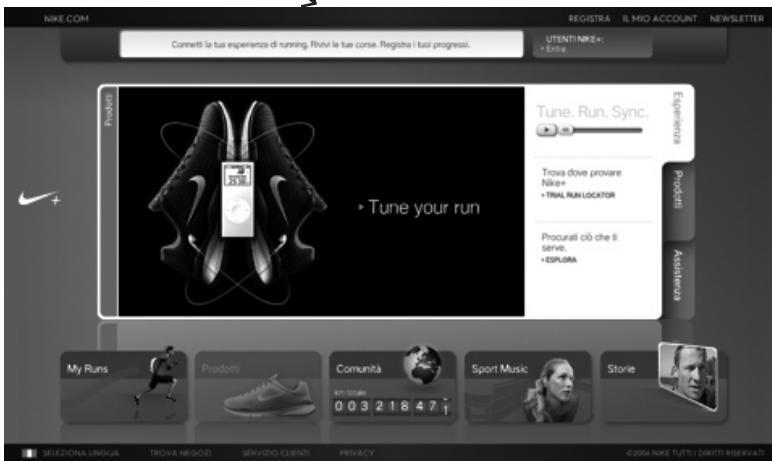 NIKE.COM
REGISTRA IL MIO ACCOUNT NEWSLETTER
Connetti la tua esperienza di running. Rivivi le tue corse. Registra i tuoi progressi.
UTENTI NIKE+:
Entra
Prodotti
Tune your run
Tune. Run. Sync.
Trova dove provare
Nike+
TRIAL RUN LOCATOR
Procurati ciò che ti
serve.
ESPLORA
Esperienza
Prodotti
Assistenza
My Runs
Prodotti
Comunità
km totale
0 0 3 2 1 8 4 7
Sport Music
Storie
SELEZIONA LINGUA TROVA NEGOZI SERVIZIO CLIENTI PRIVACY
©2006 NIKE TUTTI I DIRITTI RISERVATI